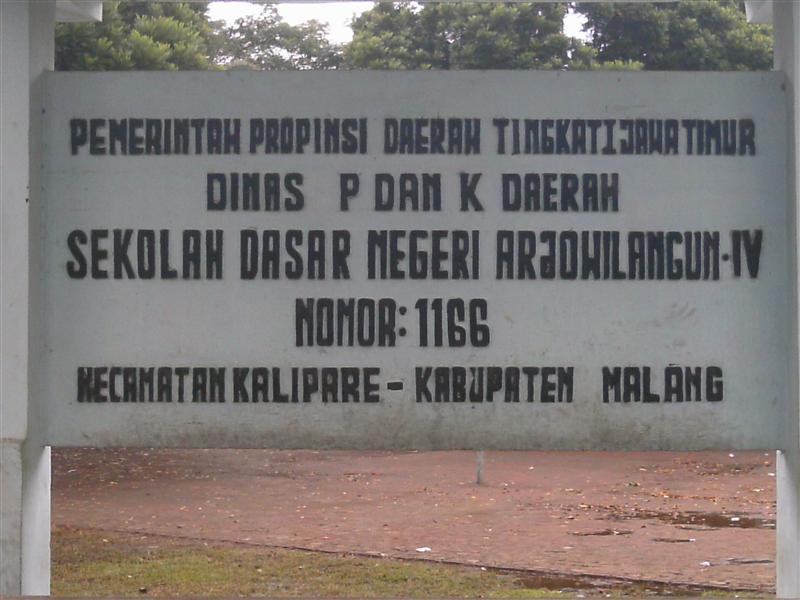 PEMERINTAH PROPINSI DAERAH TINGKAT I JAWA TIMUR
DINAS P DAN K DAERAH
SEKOLAH DASAR NEGERI ARJOWILANGUN-IV
NOMOR: 1166
KECAMATAN KALIPARE - KABUPATEN MALANG